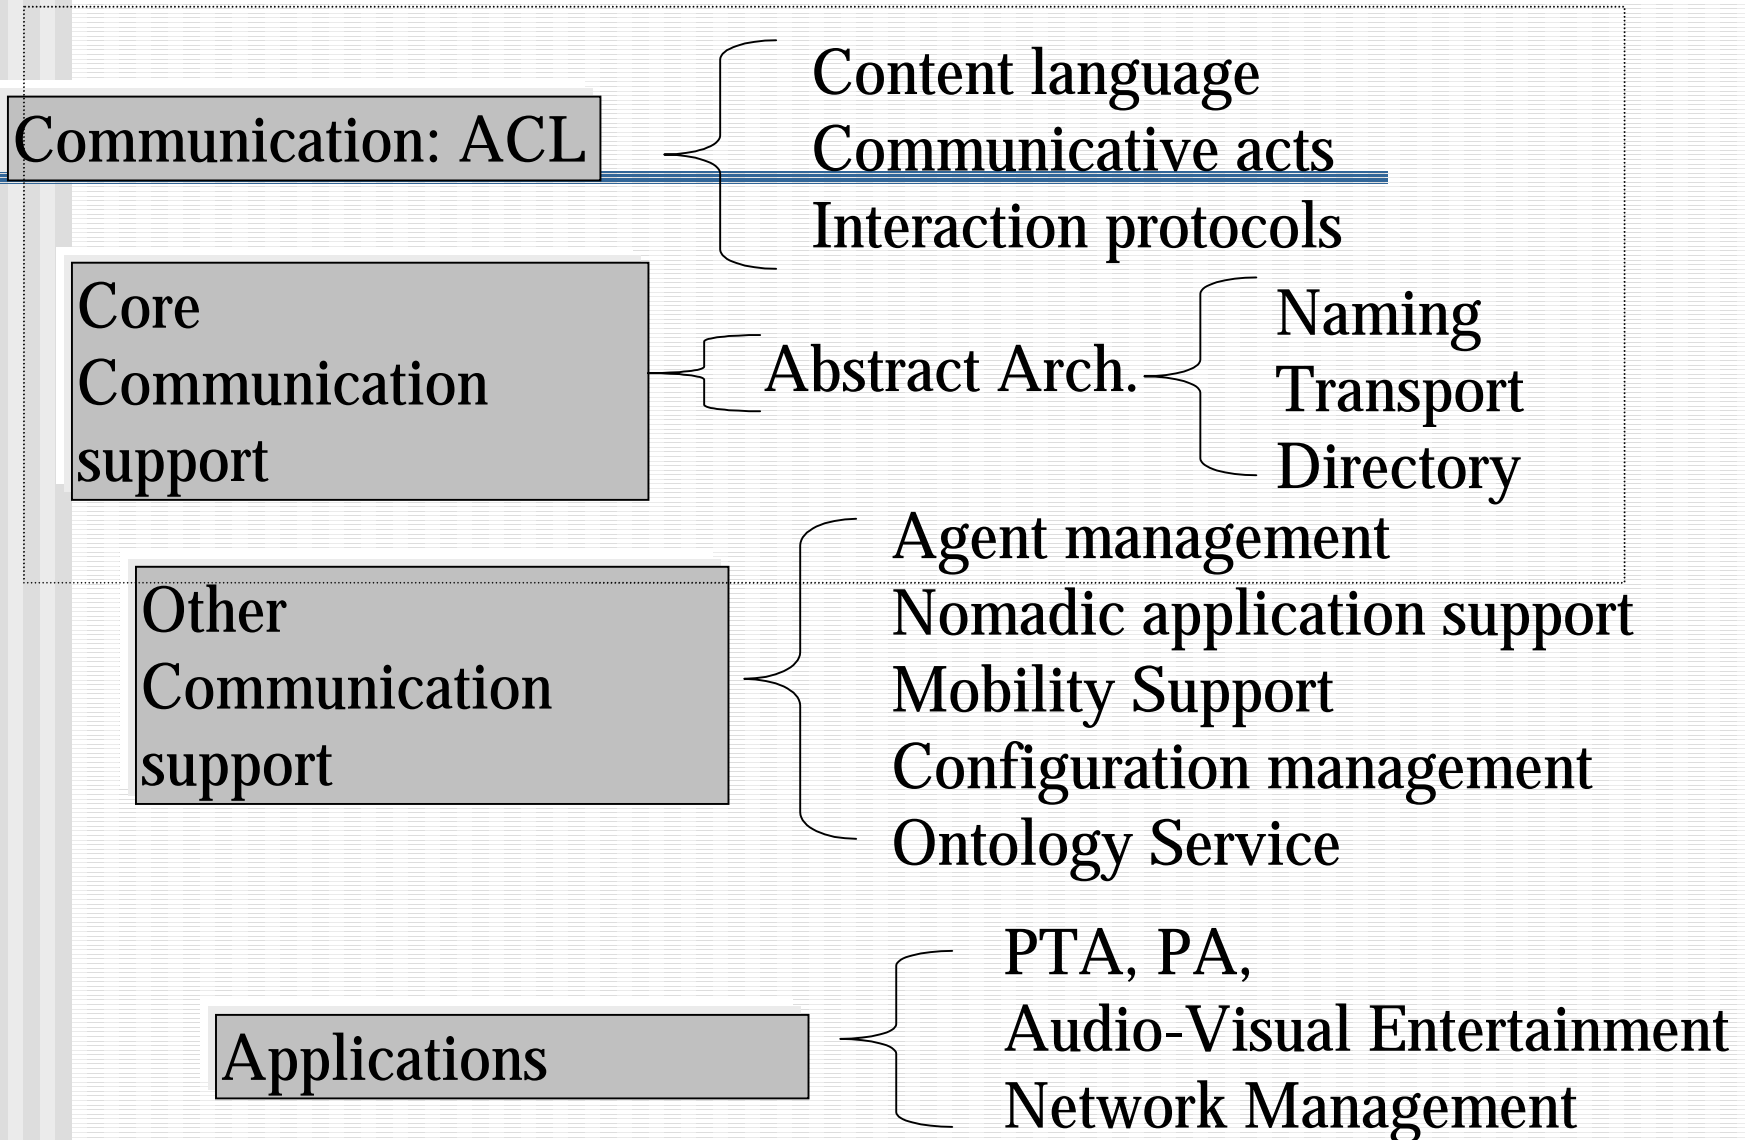 Communication: ACL
Content language
Communicative acts
Interaction protocols
Core
Communication
support
Abstract Arch.
Naming
Transport
Directory
Other
Communication
support
Agent management
Nomadic application support
Mobility Support
Configuration management
Ontology Service
Applications
PTA, PA,
Audio-Visual Entertainment
Network Management